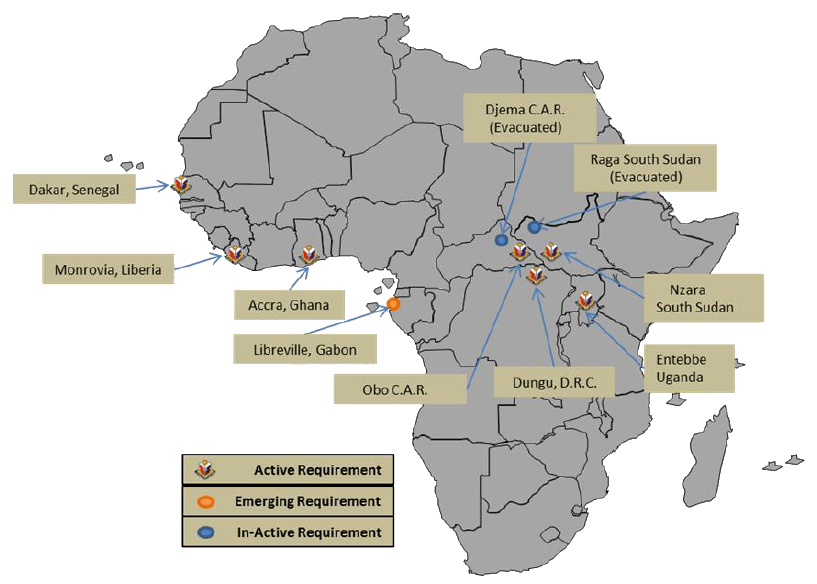 Djema C.A.R.
(Evacuated)
Raga South Sudan
(Evacuated)
Dakar, Senegal
Monrovia, Liberia
Accra, Ghana
Nzara
South Sudan
Libreville, Gabon
Entebbe
Uganda
Obo C.A.R.
Dungu, D.R.C.
Active Requirement
Emerging Requirement
In-Active Requirement